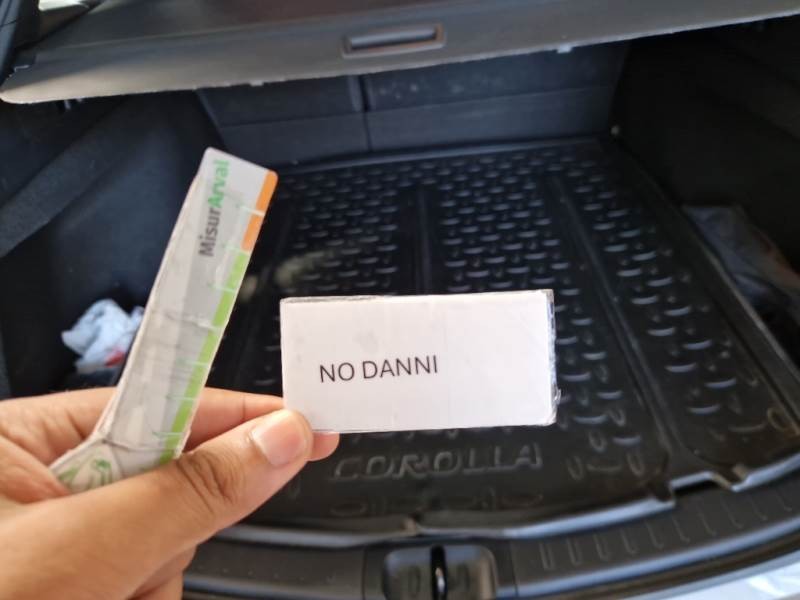 MisurArval
NO DANNI
COROLLA